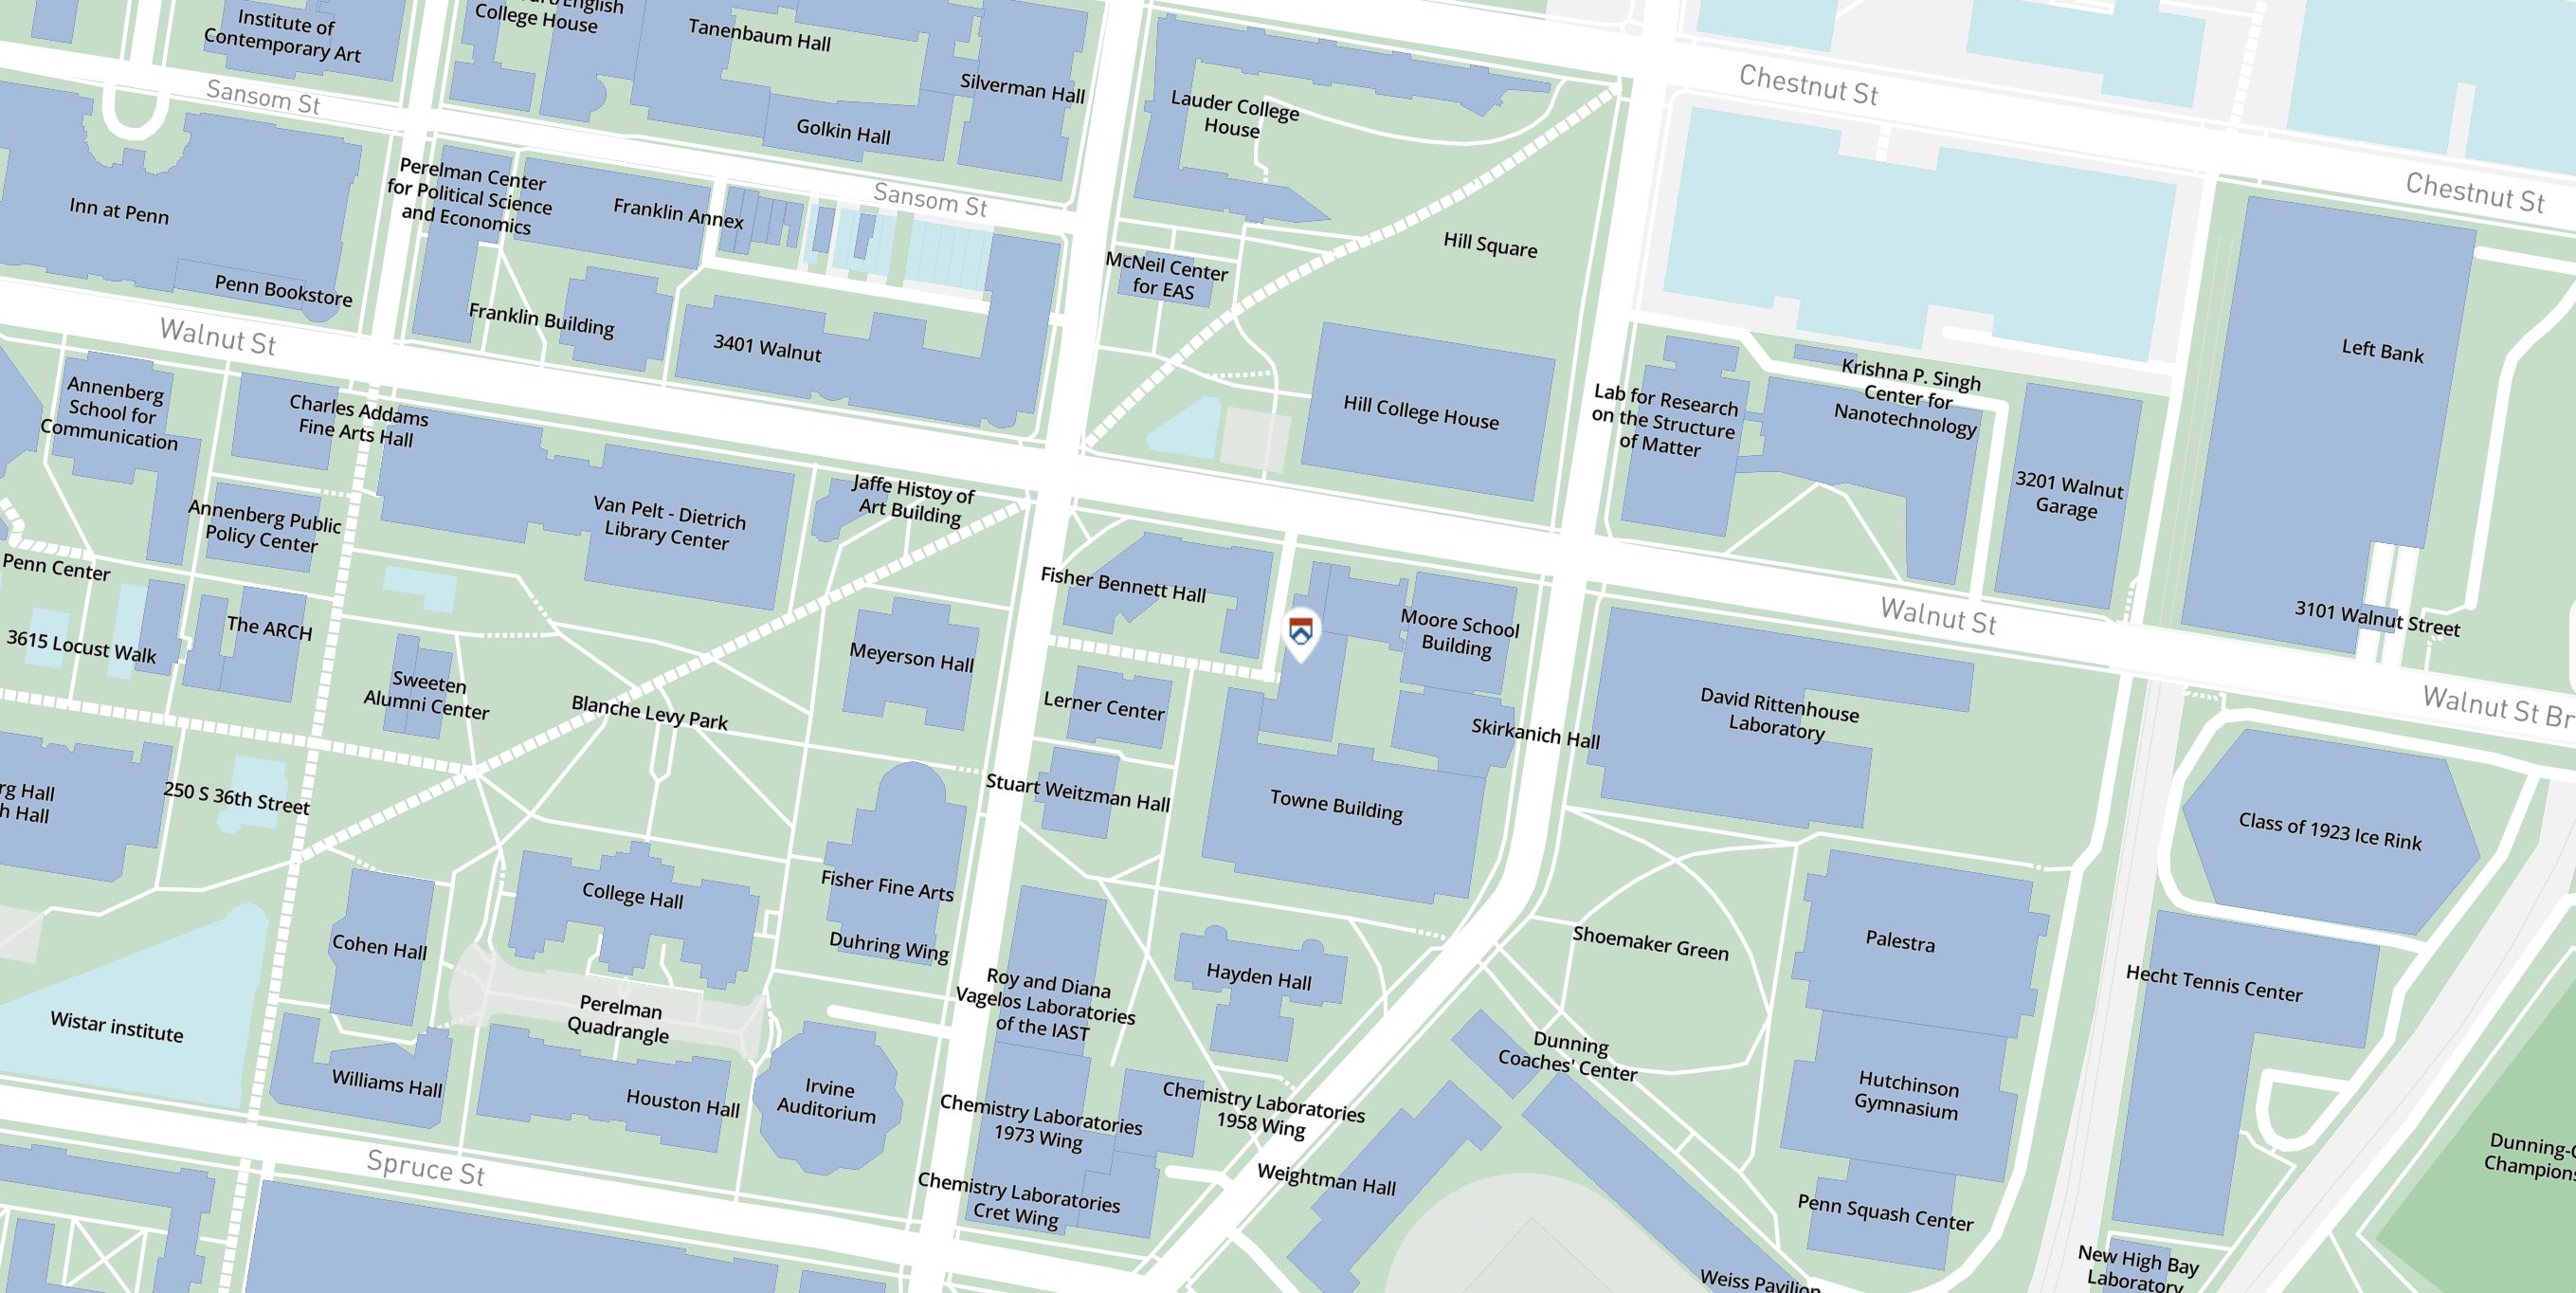 Institute of
Contemporary Art
College House
Tanenbaum Hall
Silverman Hall
Golkin Hall
Lauder College
House
Chestnut St
Chestnut St
Sansom St
Sansom St
Inn at Penn
Penn Bookstore
Perelman Center
for Political Science
and Economics
Franklin Annex
Franklin Building
3401 Walnut
McNeil Center
for EAS
Hill Square
Hill College House
Lab for Research
on the Structure
of Matter
Krishna P. Singh
Center for
Nanotechnology
3201 Walnut
Garage
Left Bank
3101 Walnut Street
Walnut St
Annenberg
School for
Communication
Charles Addams
Fine Arts Hall
Annenberg Public
Policy Center
Van Pelt - Dietrich
Library Center
Jaffe Histoy of
Art Building
Penn Center
The ARCH
3615 Locust Walk
Sweeten
Alumni Center
Blanche Levy Park
Meyerson Hall
Fisher Bennett Hall
Lerner Center
Moore School
Building
Skirkanich Hall
Walnut St
Walnut St Br
David Rittenhouse
Laboratory
Stuart Weitzman Hall
Towne Building
Class of 1923 Ice Rink
250 S 36th Street
rg Hall
h Hall
College Hall
Fisher Fine Arts
Duhring Wing
Cohen Hall
Perelman
Quadrangle
Wistar institute
Williams Hall
Houston Hall
Irvine
Auditorium
Roy and Diana
Vagelos Laboratories
of the IAST
Hayden Hall
Shoemaker Green
Palestra
Hecht Tennis Center
Dunning
Coaches' Center
Hutchinson
Gymnasium
Chemistry Laboratories
1973 Wing
Chemistry Laboratories
1958 Wing
Chemistry Laboratories
Cret Wing
Weightman Hall
Penn Squash Center
Spruce St
Weiss Pavilion
New High Bay
Laboratory
Dunning-
Champions